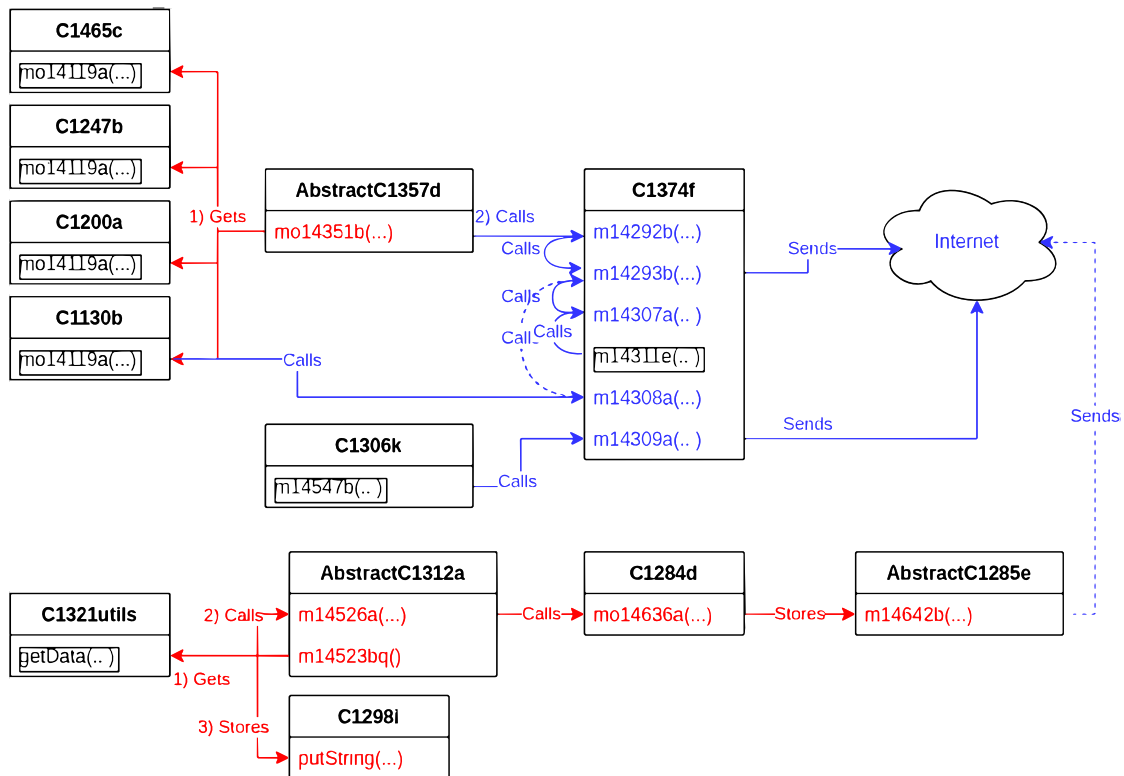 C1465c
mo14119a(...)
C1247b
mo14119a(...)
C1200a
mo14119a(...)
C1130b
mo14119a(...)
1) Gets
AbstractC1357d
mo14351b(...)
2) Calls
Calls
Calls
Calls
Calls
Calls
C1374f
m14292b(...)
m14293b(...)
m14307a(.. )
m14311e(.. )
m14308a(...)
m14309a(.. )
Sends
Internet
Sends
Sends
C1306k
m14547b(.. )
Calls
C1321utils
getData(.. )
2) Calls
1) Gets
3) Stores
AbstractC1312a
m14526a(...)
m14523bq()
C1298i
putString(...)
Calls
C1284d
mo14636a(...)
Stores
AbstractC1285e
m14642b(...)